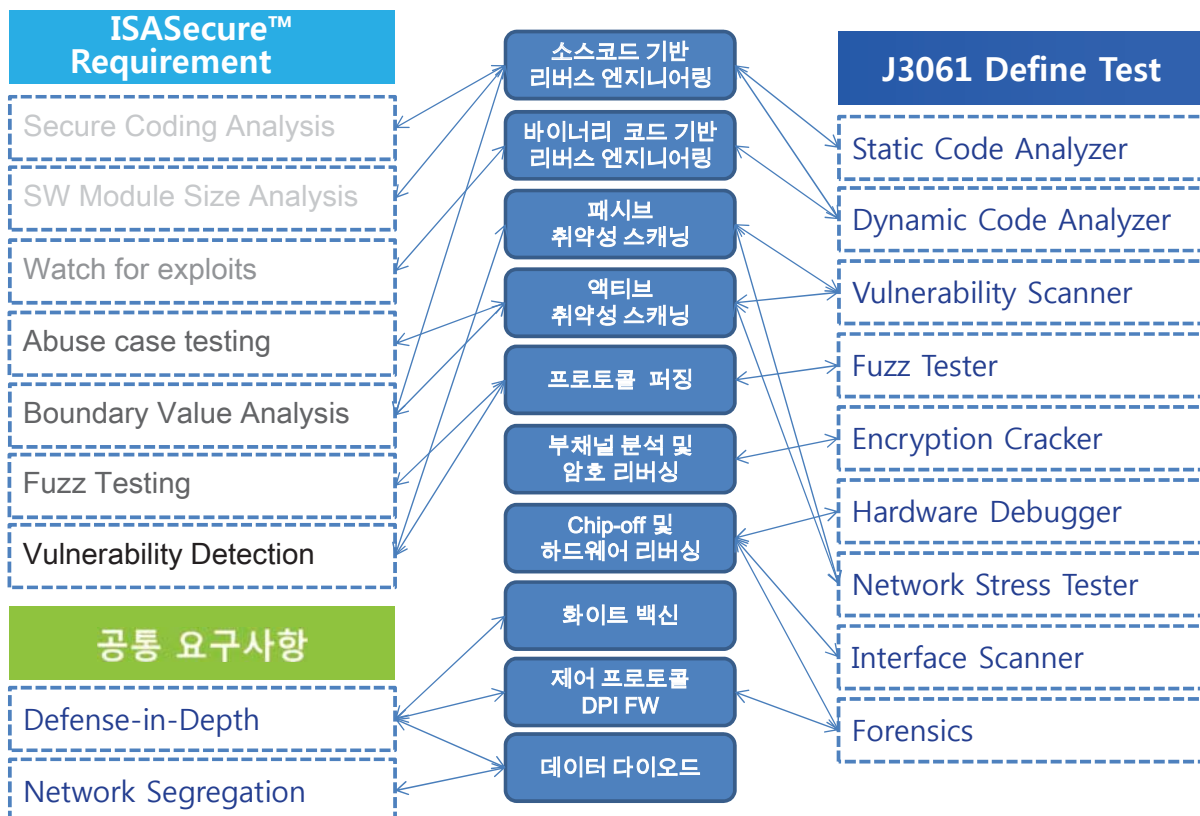 ISASecure™
Requirement
Secure Coding Analysis
SW Module Size Analysis
Watch for exploits
Abuse case testing
Boundary Value Analysis
Fuzz Testing
Vulnerability Detection
공통 요구사항
Defense-in-Depth
Network Segregation
소스코드 기반
리버스 엔지니어링
바이너리 코드 기반
리버스 엔지니어링
패시브
취약성 스캐닝
액티브
취약성 스캐닝
프로토콜 퍼징
부채널 분석 및
암호 리버싱
Chip-off 및
하드웨어 리버싱
화이트 백신
제어 프로토콜
DPI FW
데이터 다이오드
J3061 Define Test
Static Code Analyzer
Dynamic Code Analyzer
Vulnerability Scanner
Fuzz Tester
Encryption Cracker
Hardware Debugger
Network Stress Tester
Interface Scanner
Forensics